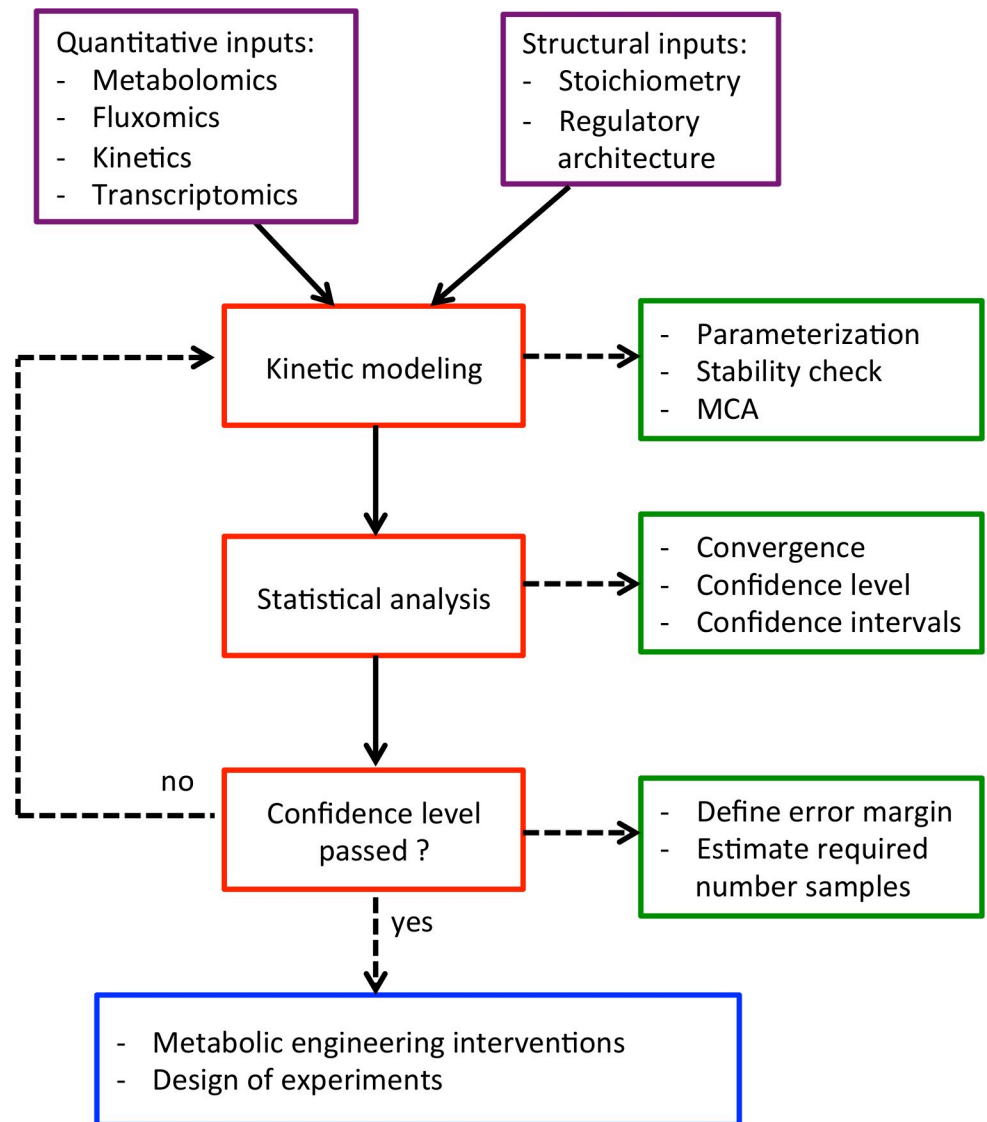 Quantitative inputs:
- Metabolomics
- Fluxomics
- Kinetics
- Transcriptomics
Structural inputs:
- Stoichiometry
- Regulatory
architecture
Kinetic modeling
- Parameterization
- Stability check
- MCA
Statistical analysis
- Convergence
- Confidence level
- Confidence intervals
no
Confidence level
passed ?
- Define error margin
- Estimate required
number samples
yes
- Metabolic engineering interventions
- Design of experiments